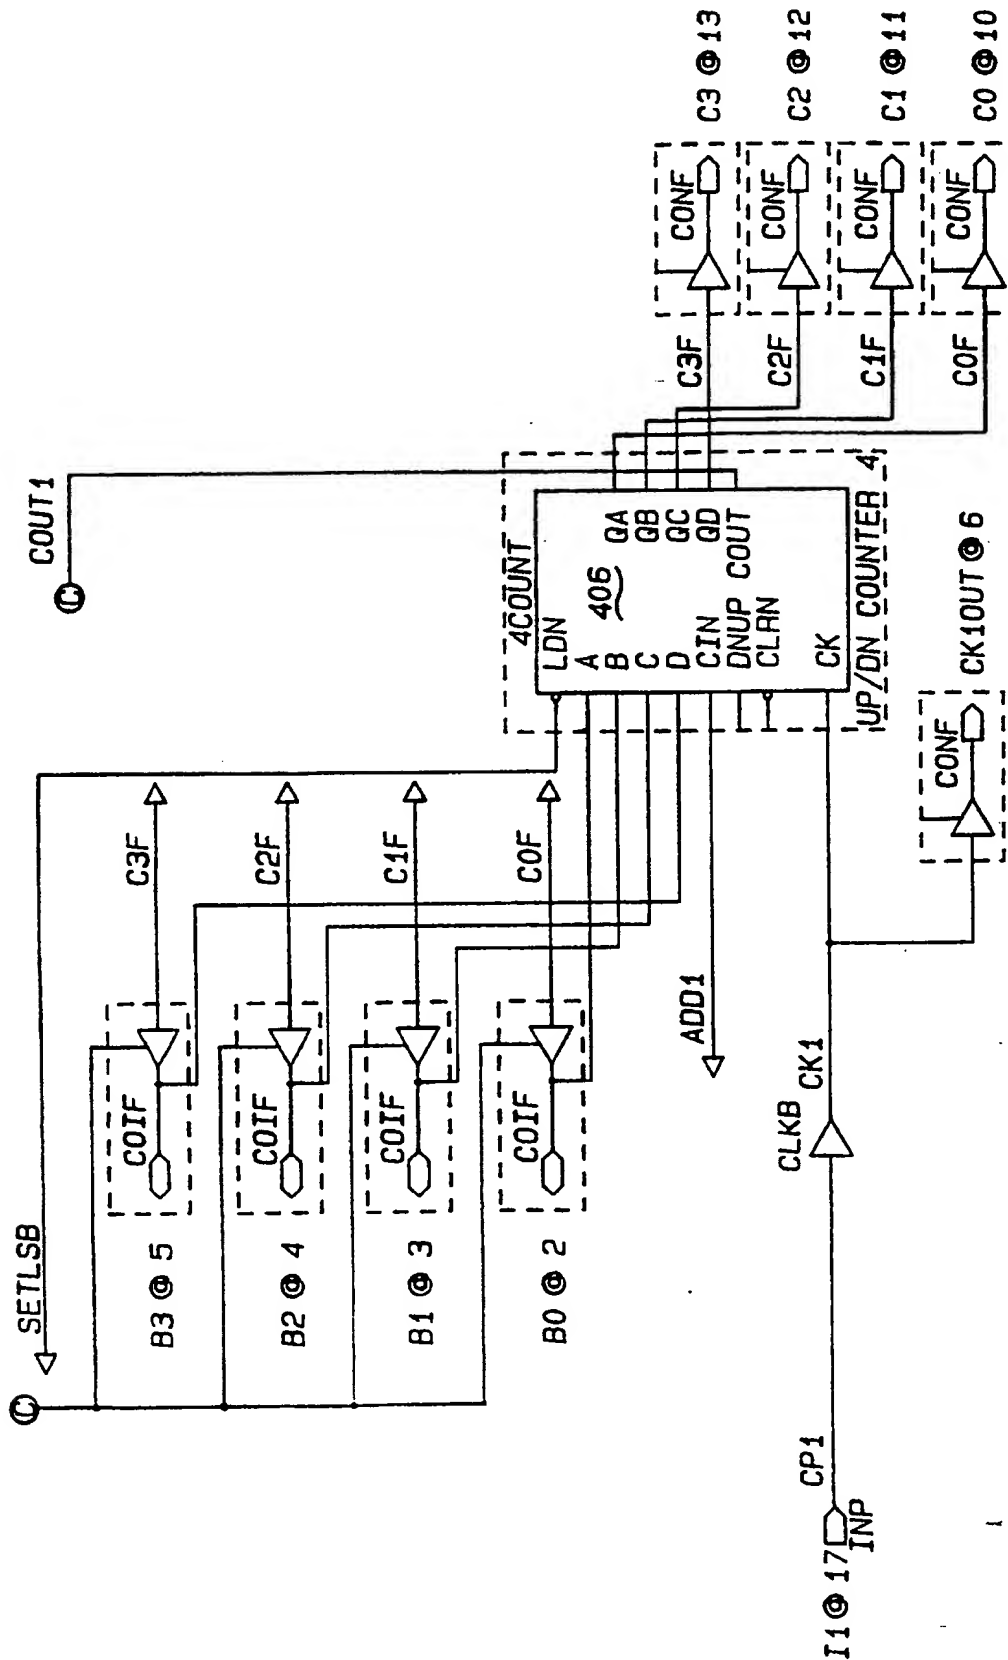 SETLSB
C
COUT1
C
B3 @ 5
COIF
C3F
B2 @ 4
COIF
C2F
B1 @ 3
COIF
C1F
B0 @ 2
COIF
C0F
4COUNT
LDN
A
B
C
D
CIN
DNUP
CLRN
CK
406
QA
QB
QC
QD
COUT
UP/DN COUNTER 4
ADD1
C3F
CONF
C3 @ 13
C2F
CONF
C2 @ 12
C1F
CONF
C1 @ 11
C0F
CONF
C0 @ 10
I1 @ 17
INP
CP1
CLKB
CK1
CONF
CK1OUT @ 6